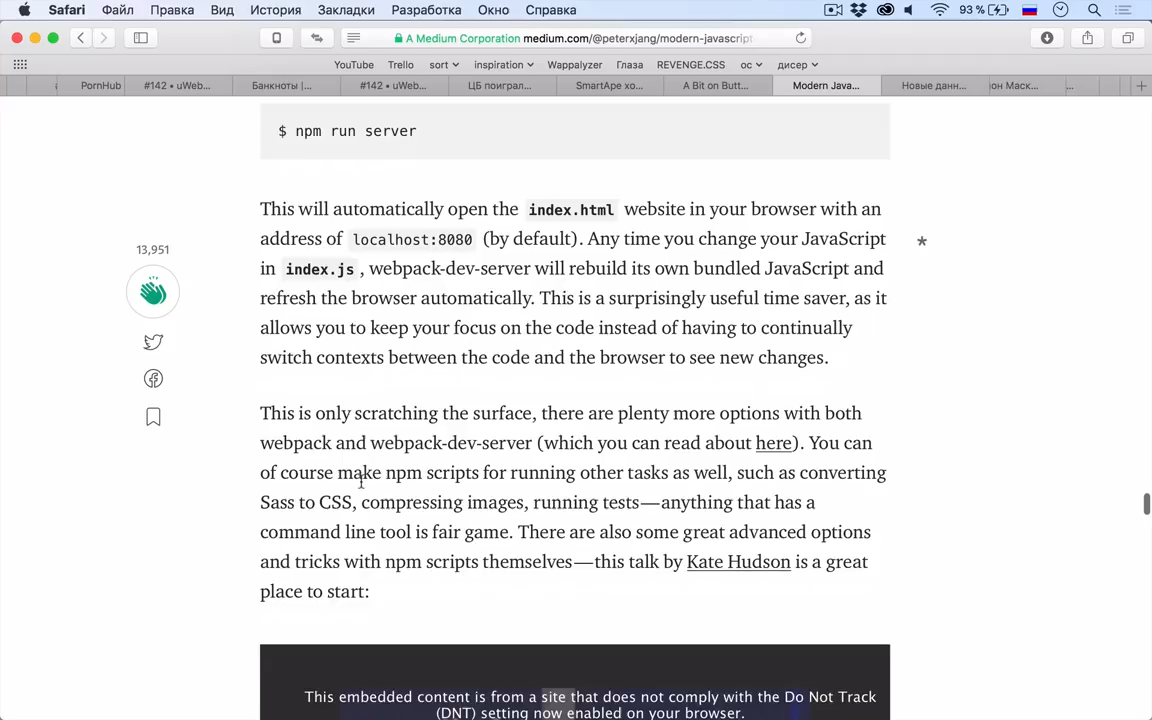 Safari Файл Правка Вид История Закладки Разработка Окно Справка 93 %
A Medium Corporation medium.com/@peterxjang/modern-javascript
YouTube Trello sort inspiration Wappalyzer Глаза REVENGE.CSS ос дисер
PornHub #142 • uWeb... Банкноты |... #142 • uWeb... ЦБ поиграл... SmartApe хо... A Bit on Butt... Modern Java... Новые данн... он Маск... ...
$ npm run server
This will automatically open the index.html website in your browser with an
address of localhost:8080 (by default). Any time you change your JavaScript
in index.js, webpack-dev-server will rebuild its own bundled JavaScript and
refresh the browser automatically. This is a surprisingly useful time saver, as it
allows you to keep your focus on the code instead of having to continually
switch contexts between the code and the browser to see new changes.
13,951
*
This is only scratching the surface, there are plenty more options with both
webpack and webpack-dev-server (which you can read about here). You can
of course make npm scripts for running other tasks as well, such as converting
Sass to CSS, compressing images, running tests—anything that has a
command line tool is fair game. There are also some great advanced options
and tricks with npm scripts themselves—this talk by Kate Hudson is a great
place to start:
This embedded content is from a site that does not comply with the Do Not Track
(DNT) setting now enabled on your browser.